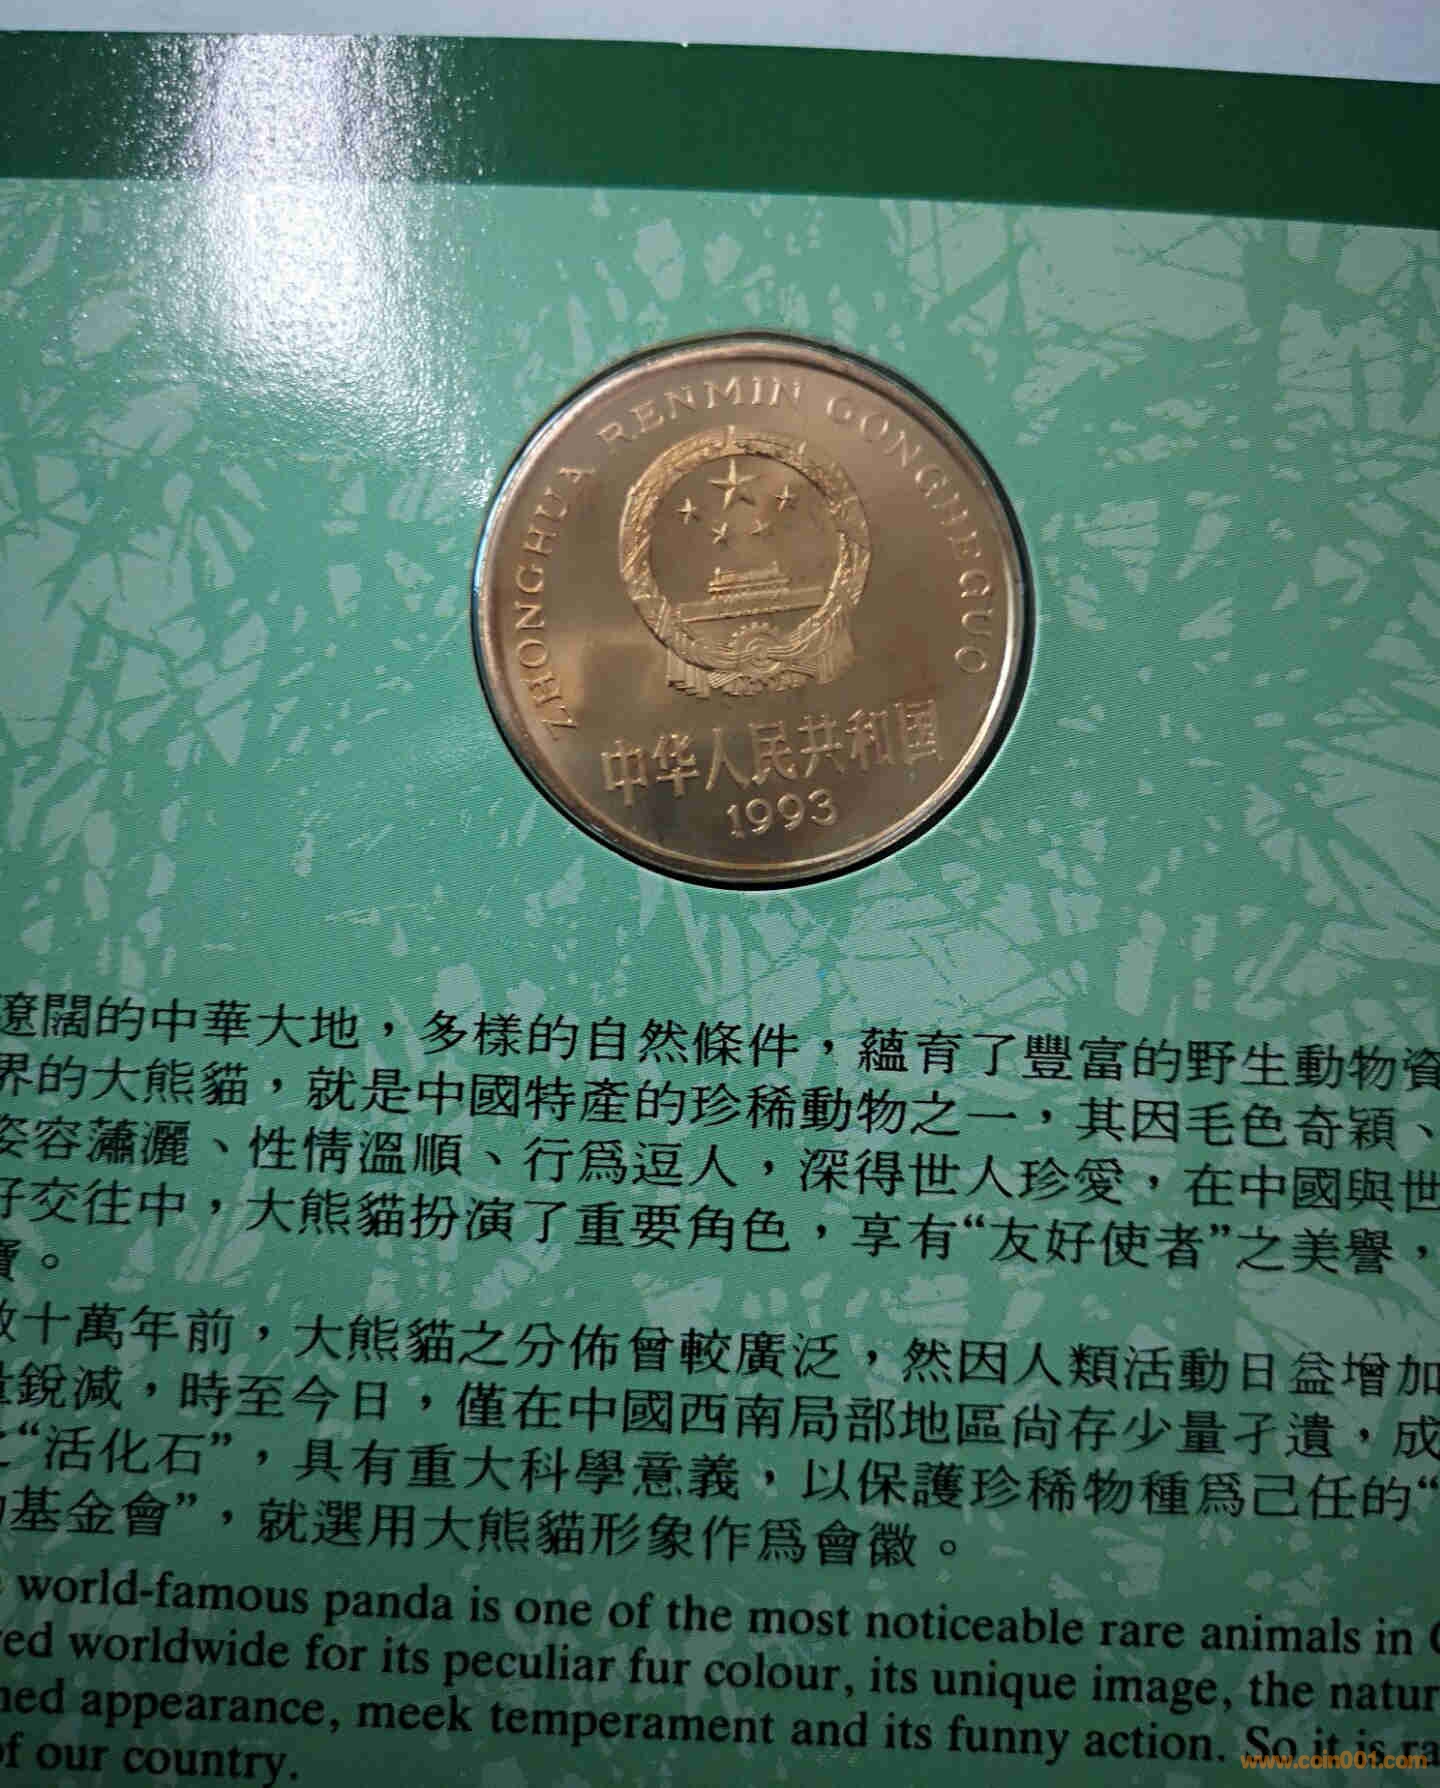 ZHONGHUA RENMIN GONGHEGUO
中华人民共和国
1993
遼闊的中華大地，多樣的自然條件，蘊育了豐富的野生動物資
界的大熊貓，就是中國特產的珍稀動物之一，其因毛色奇穎、
姿容瀟灑、性情溫順、行爲逗人，深得世人珍愛，在中國與世
好交往中，大熊貓扮演了重要角色，享有“友好使者”之美譽，
寶。
數十萬年前，大熊貓之分佈曾較廣泛，然因人類活動日益增加
量銳减，時至今日，僅在中國西南局部地區尚存少量孑遺，成
“活化石”，具有重大科學意義，以保護珍稀物種爲己任的“
基金會”，就選用大熊貓形象作爲會徽。
world-famous panda is one of the most noticeable rare animals in
worldwide for its peculiar fur colour, its unique image, the
appearance, meek temperament and its funny action. So it is
of our country.
www.coin001.com